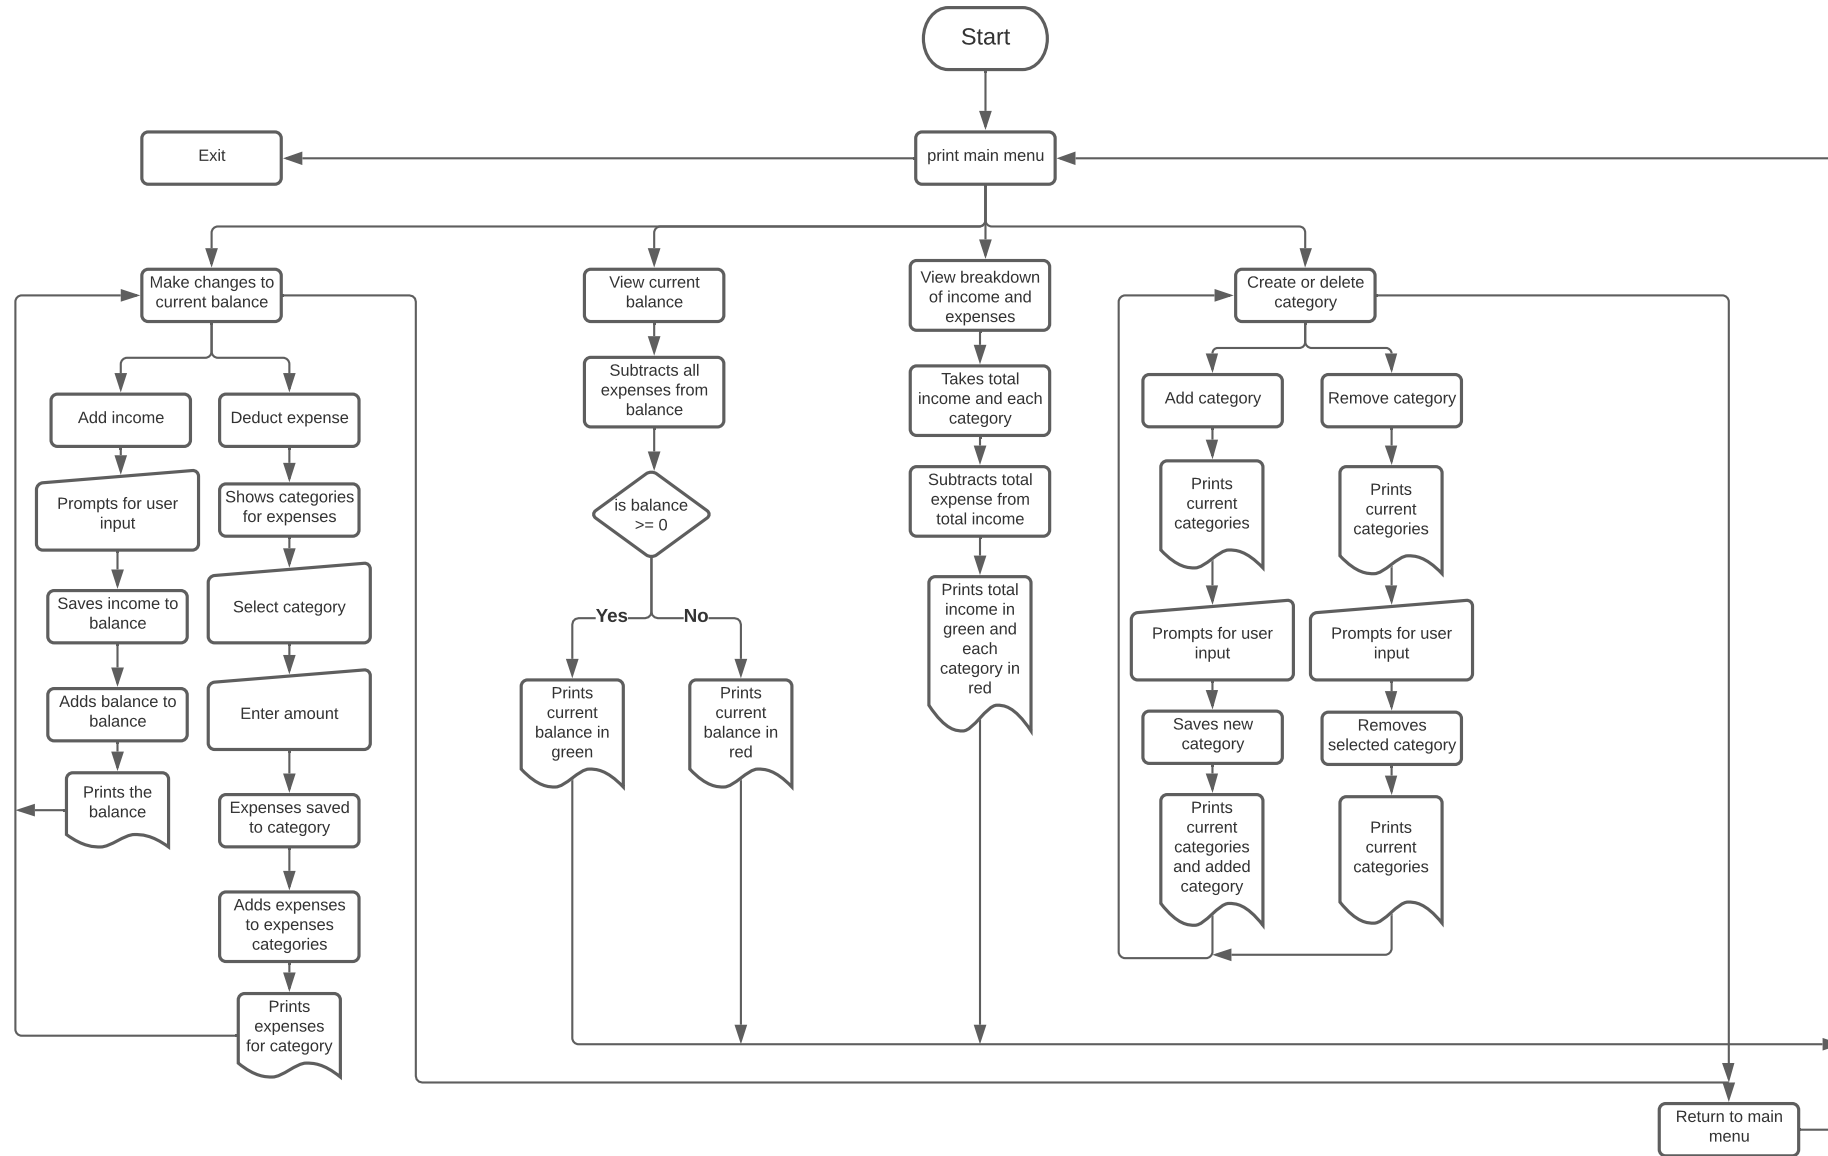 Start
Exit
print main menu
Make changes to
current balance
View current
balance
View breakdown
of income and
expenses
Create or delete
category
Add income
Deduct expense
Subtracts all
expenses from
balance
Takes total
income and each
category
Add category
Remove category
Prompts for user
input
Shows categories
for expenses
is balance
>= 0
Subtracts total
expense from
total income
Prints
current
categories
Prints
current
categories
Saves income to
balance
Select category
Yes
No
Prints total
income in
green and
each
category in
red
Prompts for user
input
Prompts for user
input
Adds balance to
balance
Enter amount
Prints
current
balance in
green
Prints
current
balance in
red
Saves new
category
Removes
selected category
Prints the
balance
Expenses saved
to category
Prints
current
categories
and added
category
Prints
current
categories
Adds expenses
to expenses
categories
Prints
expenses
for category
Return to main
menu